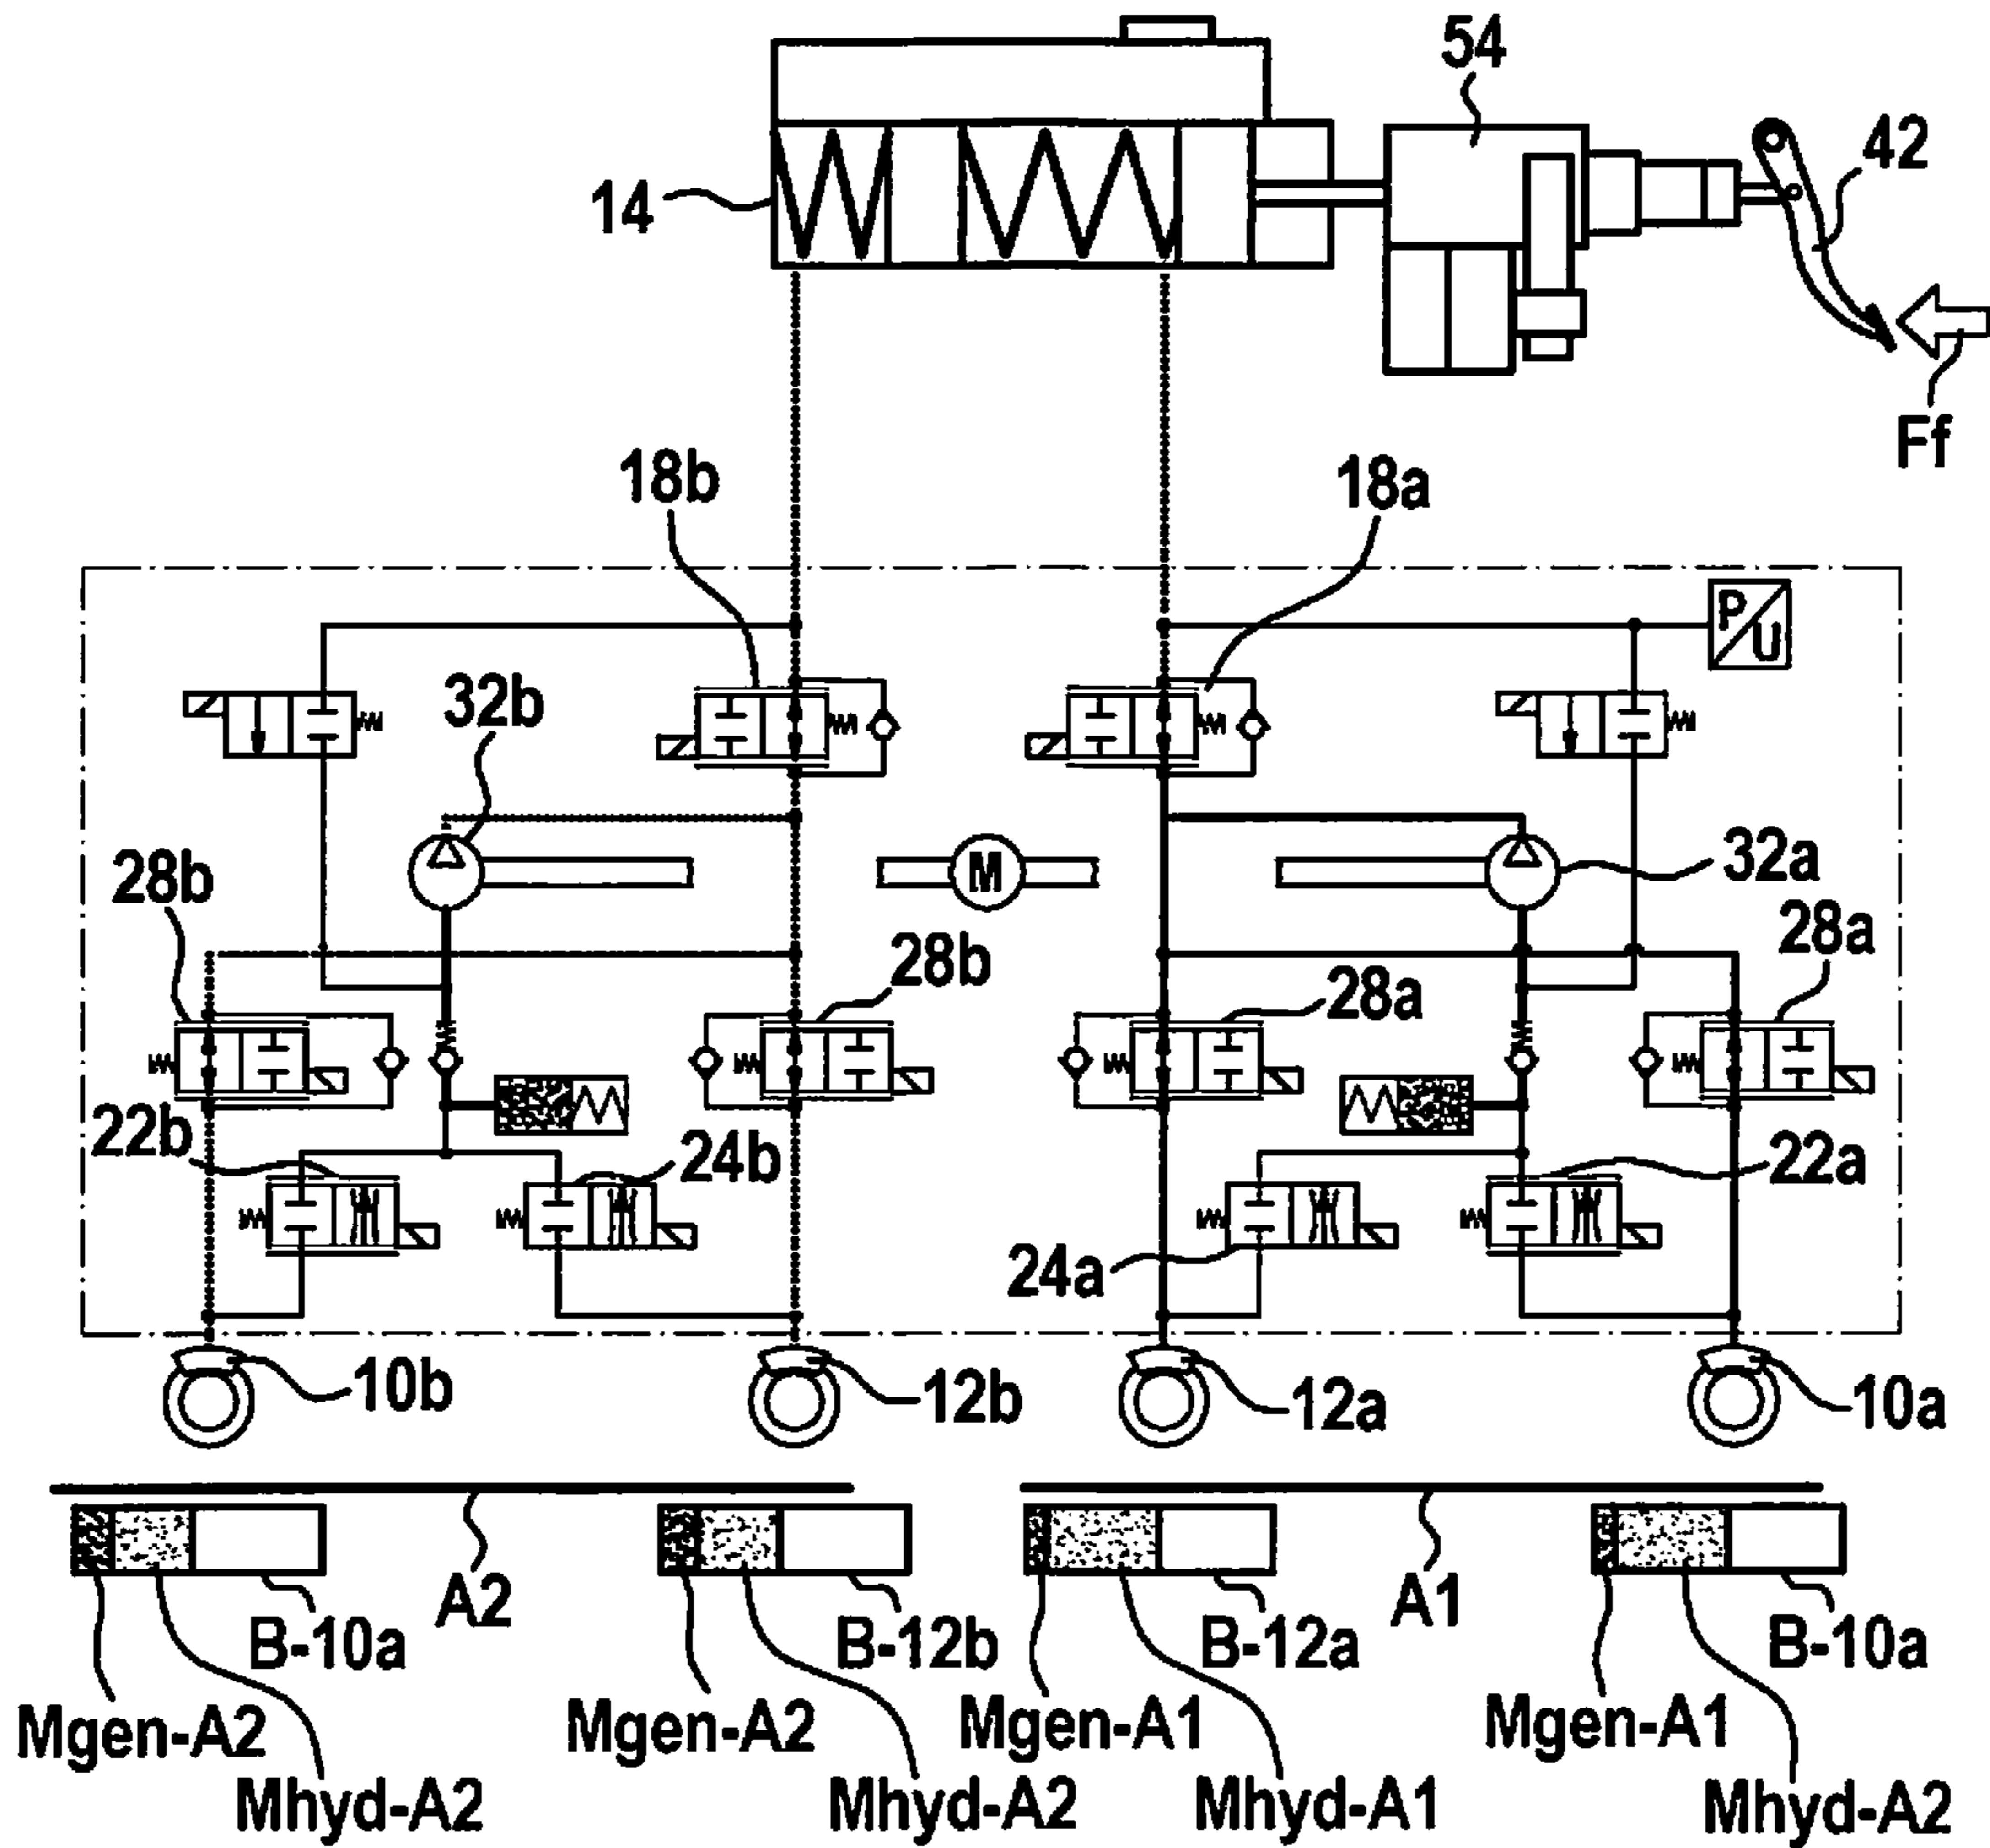 54
42
14
Ff
18b
18a
P/U
32b
M
32a
28b
28b
28a
28a
22b
24b
22a
24a
10b
12b
12a
10a
A2
A1
B-10a
B-12b
B-12a
B-10a
Mgen-A2
Mgen-A2
Mgen-A1
Mgen-A1
Mhyd-A2
Mhyd-A2
Mhyd-A1
Mhyd-A2